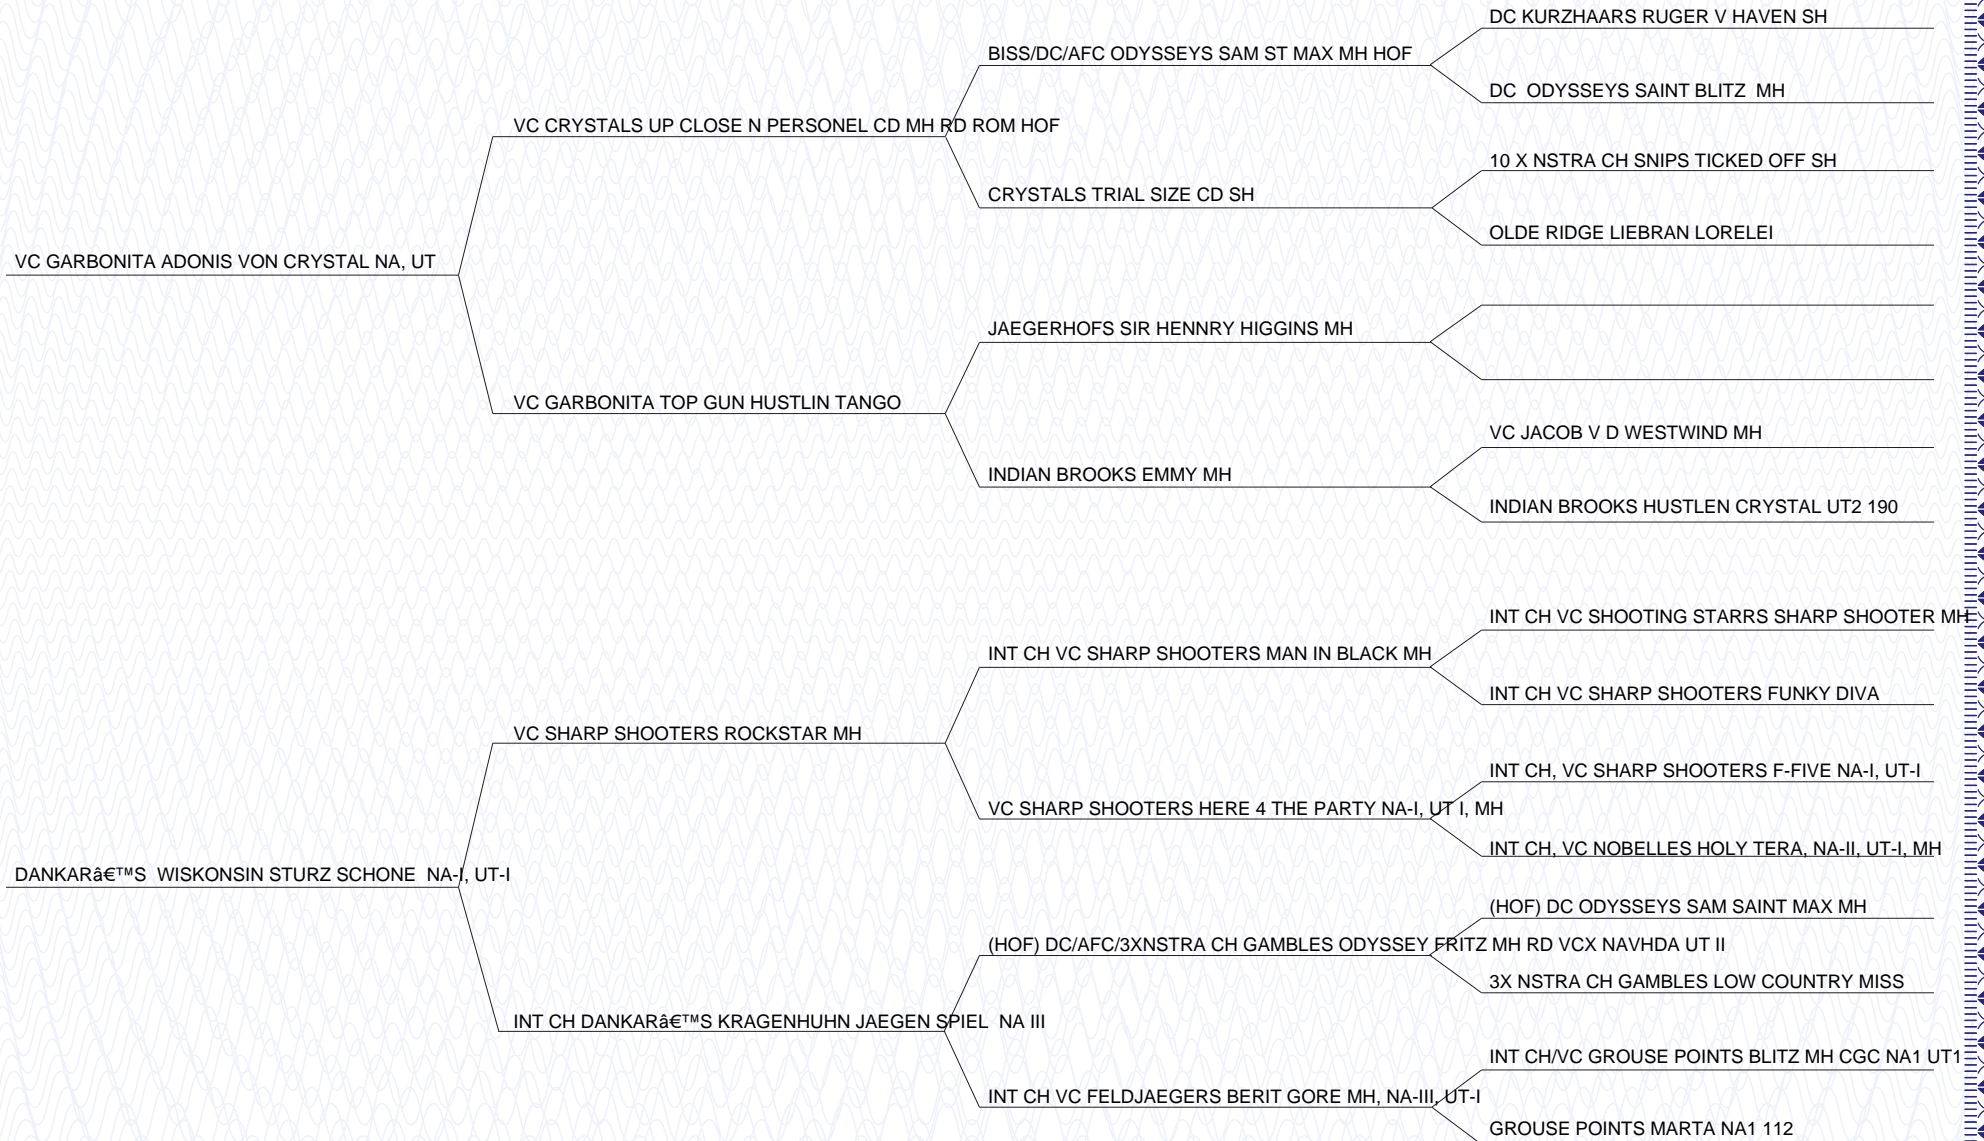 DC KURZHAARS RUGER V HAVEN SH
BISS/DC/AFC ODYSSEYS SAM ST MAX MH HOF
DC  ODYSSEYS SAINT BLITZ  MH
VC CRYSTALS UP CLOSE N PERSONEL CD MH RD ROM HOF
10 X NSTRA CH SNIPS TICKED OFF SH
CRYSTALS TRIAL SIZE CD SH
OLDE RIDGE LIEBRAN LORELEI
VC GARBONITA ADONIS VON CRYSTAL NA, UT
JAEGERHOFS SIR HENNRY HIGGINS MH
VC GARBONITA TOP GUN HUSTLIN TANGO
VC JACOB V D WESTWIND MH
INDIAN BROOKS EMMY MH
INDIAN BROOKS HUSTLEN CRYSTAL UT2 190
INT CH VC SHOOTING STARRS SHARP SHOOTER MH
INT CH VC SHARP SHOOTERS MAN IN BLACK MH
INT CH VC SHARP SHOOTERS FUNKY DIVA
VC SHARP SHOOTERS ROCKSTAR MH
INT CH, VC SHARP SHOOTERS F-FIVE NA-I, UT-I
VC SHARP SHOOTERS HERE 4 THE PARTY NA-I, UT I, MH
INT CH, VC NOBELLES HOLY TERA, NA-II, UT-I, MH
DANKARâ€™S  WISKONSIN STURZ SCHONE  NA-I, UT-I
(HOF) DC ODYSSEYS SAM SAINT MAX MH
(HOF) DC/AFC/3XNSTRA CH GAMBLES ODYSSEY FRITZ MH RD VCX NAVHDA UT II
3X NSTRA CH GAMBLES LOW COUNTRY MISS
INT CH DANKARâ€™S KRAGENHUHN JAEGEN SPIEL  NA III
INT CH/VC GROUSE POINTS BLITZ MH CGC NA1 UT1
INT CH VC FELDJAEGERS BERIT GORE MH, NA-III, UT-I
GROUSE POINTS MARTA NA1 112